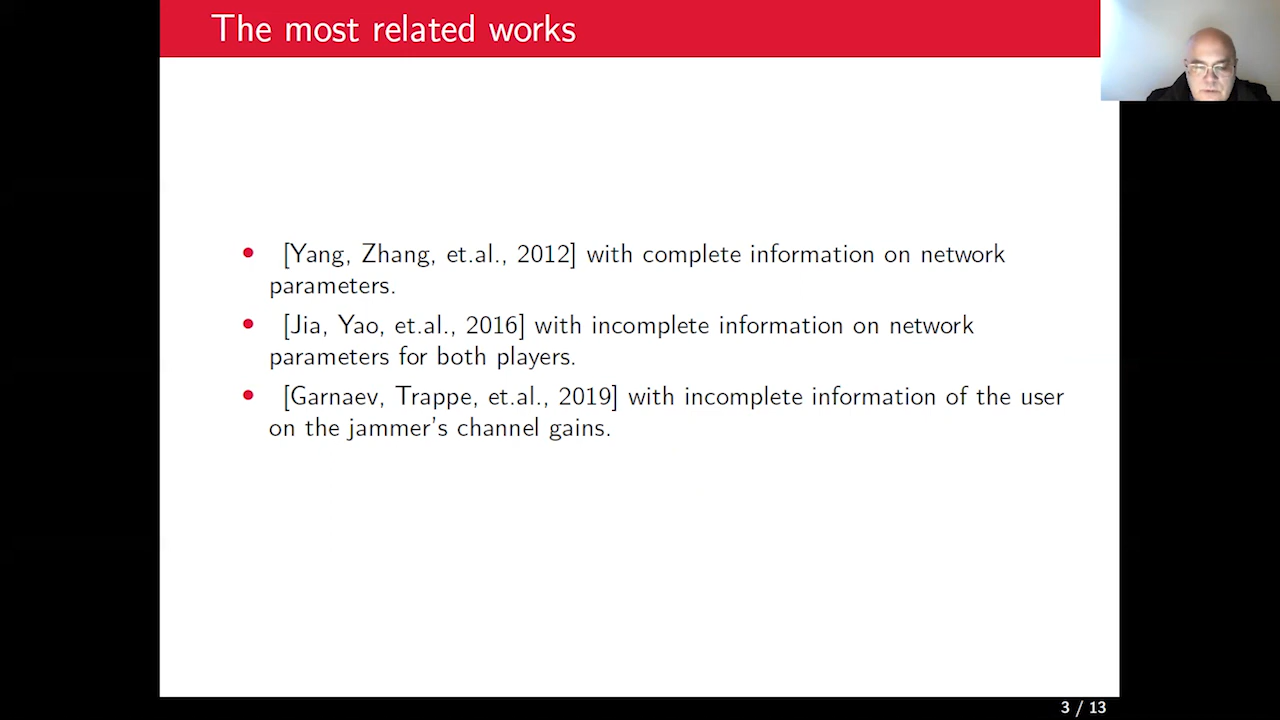 The most related works
• [Yang, Zhang, et.al., 2012] with complete information on network
parameters.
• [Jia, Yao, et.al., 2016] with incomplete information on network
parameters for both players.
• [Garnaev, Trappe, et.al., 2019] with incomplete information of the user
on the jammer's channel gains.
3 / 13